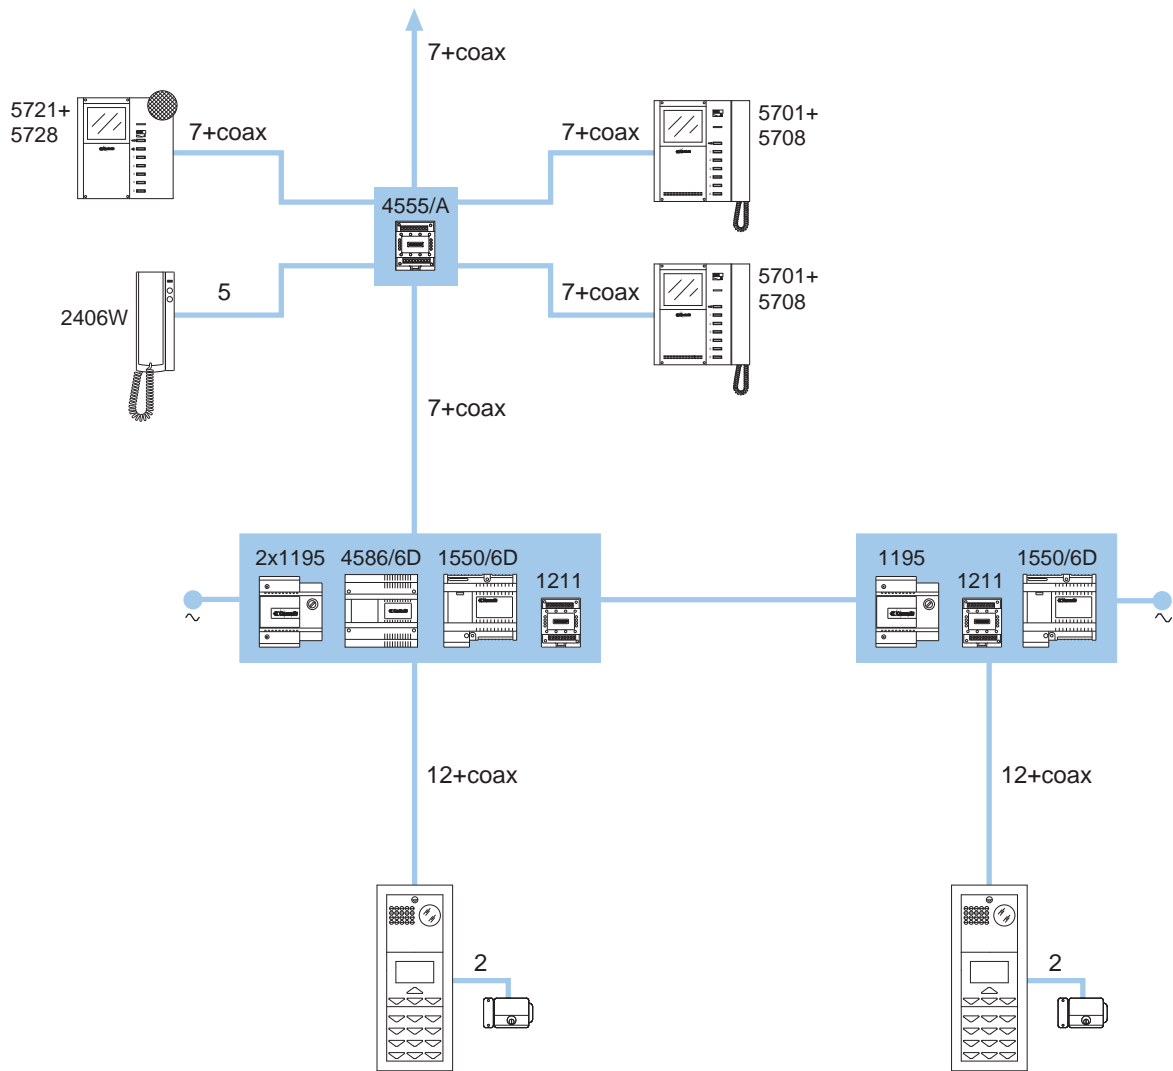 7+coax
5721+
5728
7+coax
7+coax
5701+
5708
4555/A
2406W
5
7+coax
5701+
5708
7+coax
2x1195
4586/6D
1550/6D
1211
1195
1211
1550/6D
~
~
12+coax
12+coax
2
2